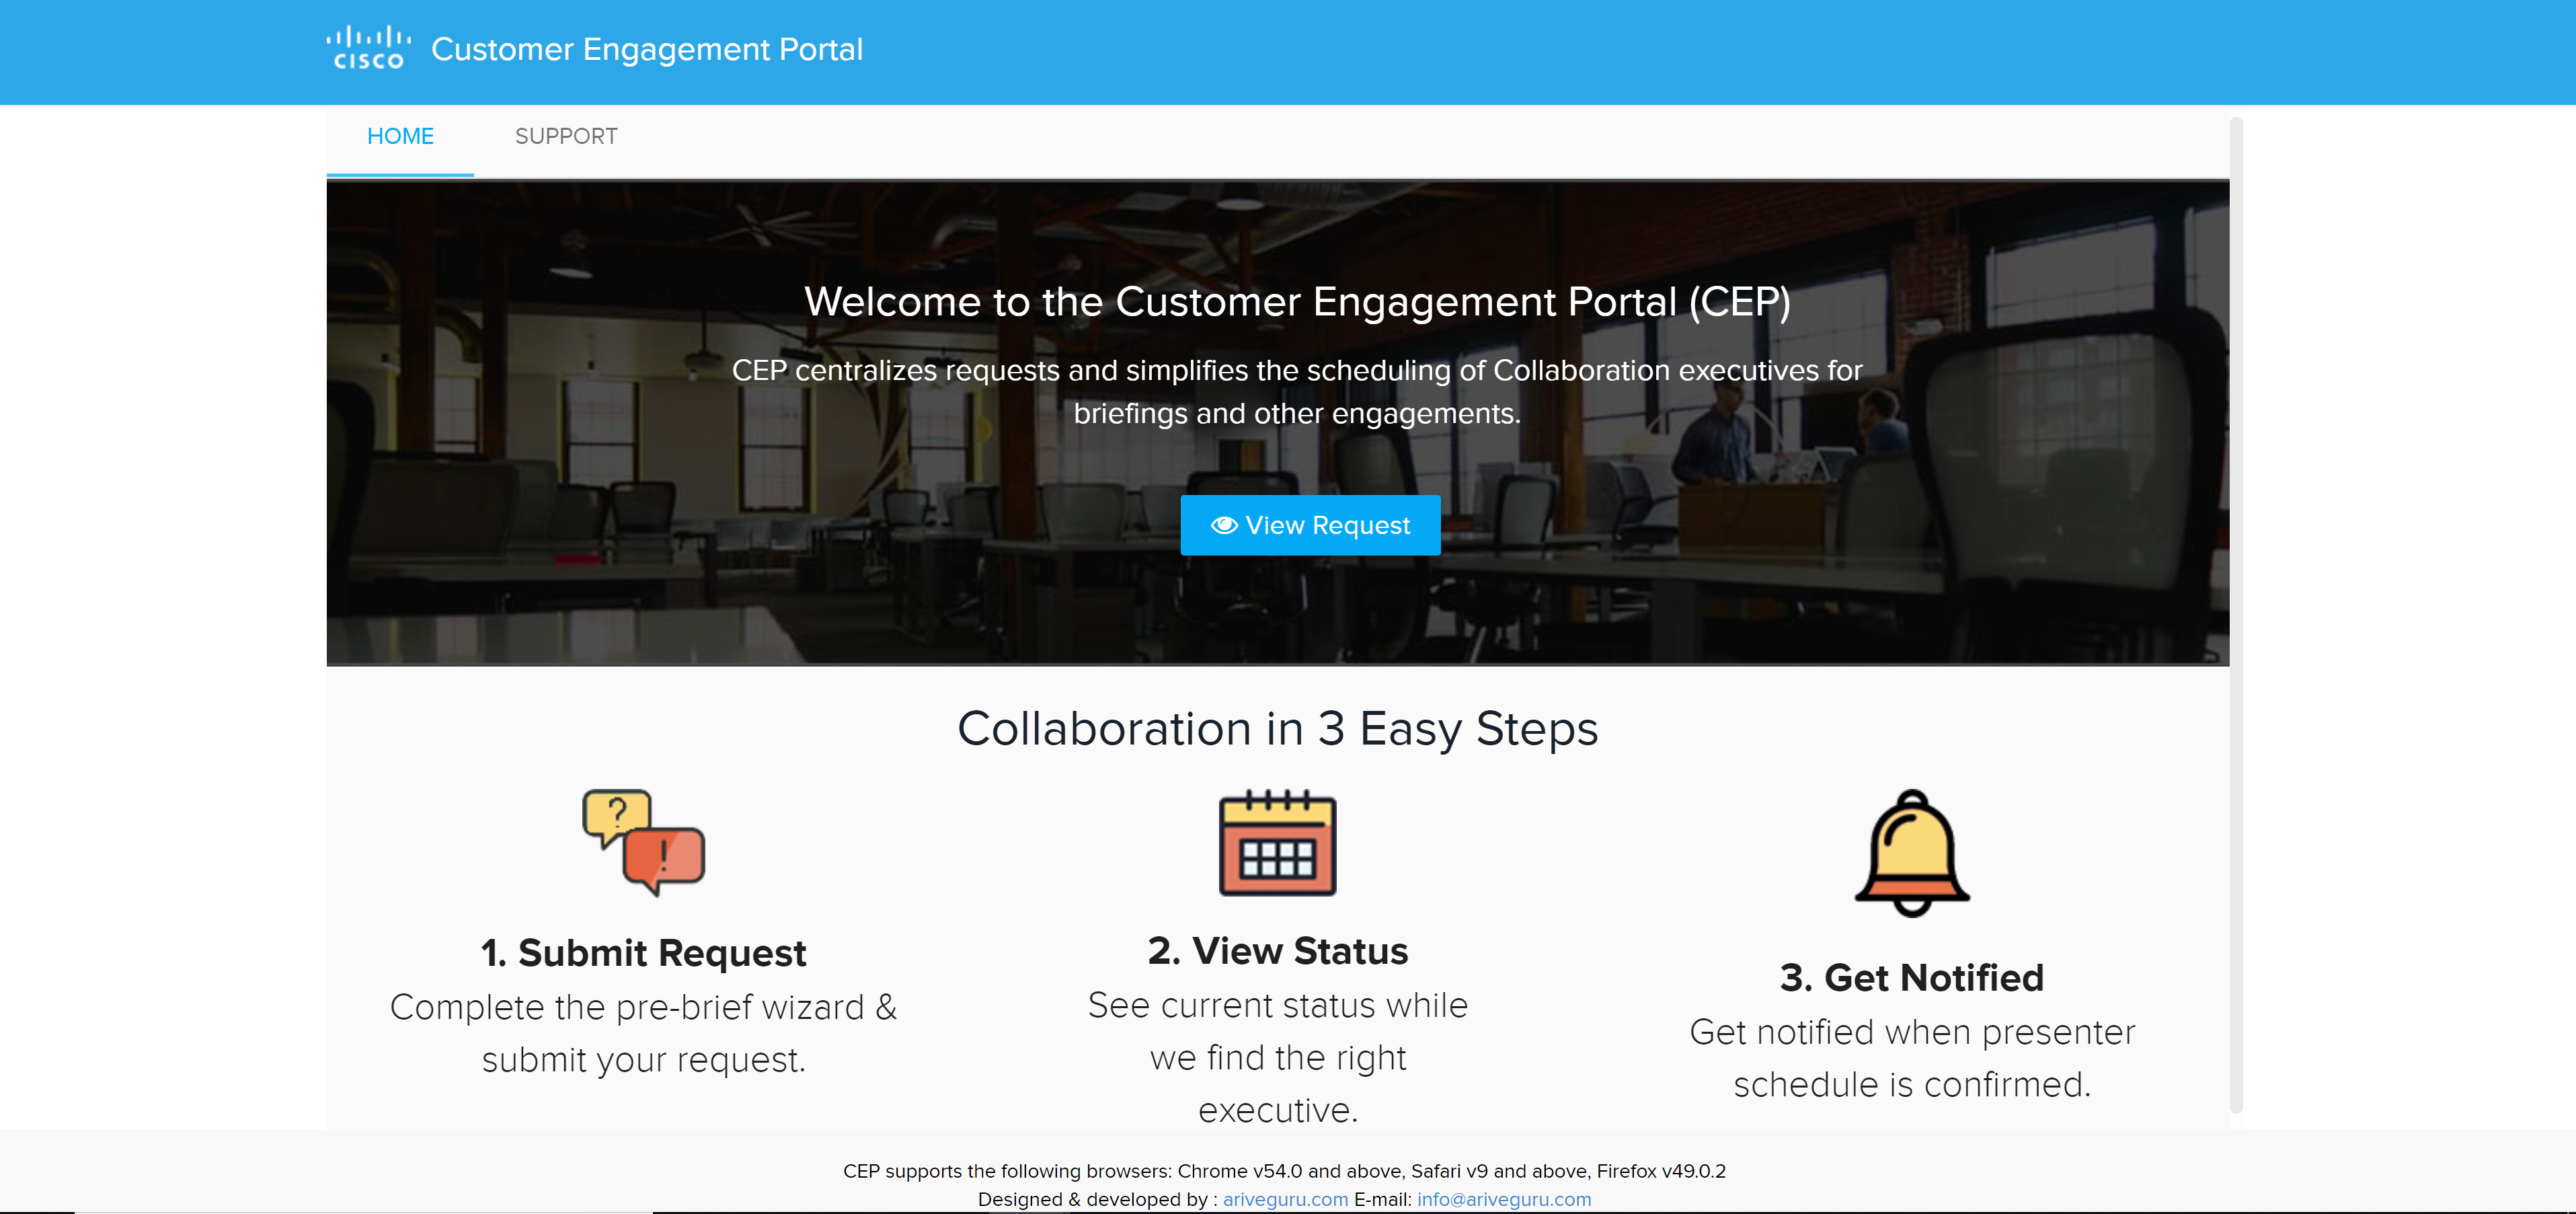 CISCO
Customer Engagement Portal
HOME
SUPPORT
Welcome to the Customer Engagement Portal (CEP)
CEP centralizes requests and simplifies the scheduling of Collaboration executives for
briefings and other engagements.
View Request
Collaboration in 3 Easy Steps
?
!
1. Submit Request
Complete the pre-brief wizard &
submit your request.
2. View Status
See current status while
we find the right
executive.
3. Get Notified
Get notified when presenter
schedule is confirmed.
CEP supports the following browsers: Chrome v54.0 and above, Safari v9 and above, Firefox v49.0.2
Designed & developed by : ariveguru.com E-mail: info@ariveguru.com